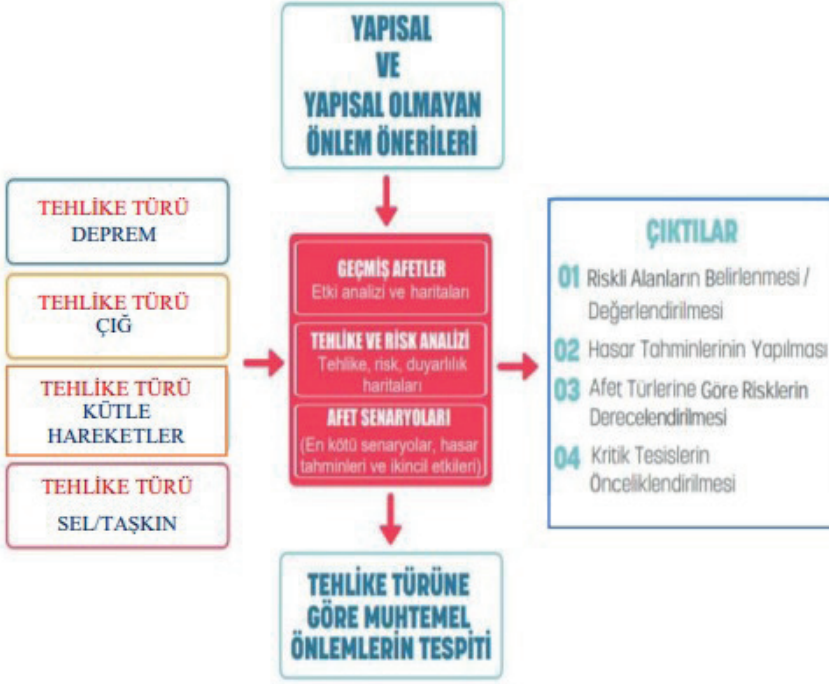 YAPISAL
VE
YAPISAL OLMAYAN
ÖNLEM ÖNERİLERİ
TEHLİKE TÜRÜ
DEPREM
TEHLİKE TÜRÜ
ÇIĞ
TEHLİKE TÜRÜ
KÜTLE
HAREKETLER
TEHLİKE TÜRÜ
SEL/TAŞKIN
GEÇMİŞ AFETLER
Etki analizi ve haritaları
TEHLİKE VE RİSK ANALİZİ
Tehlike, risk, duyarlılık
haritaları
AFET SENARYOLARI
(En kötü senaryolar, hasar
tahminleri ve ikincil etkileri)
ÇIKTILAR
01 Riskli Alanların Belirlenmesi /
Değerlendirilmesi
02 Hasar Tahminlerinin Yapılması
03 Afet Türlerine Göre Risklerin
Derecelendirilmesi
04 Kritik Tesislerin
Önceliklendirilmesi
TEHLİKE TÜRÜNE
GÖRE MUHTEMEL
ÖNLEMLERİN TESPİTİ